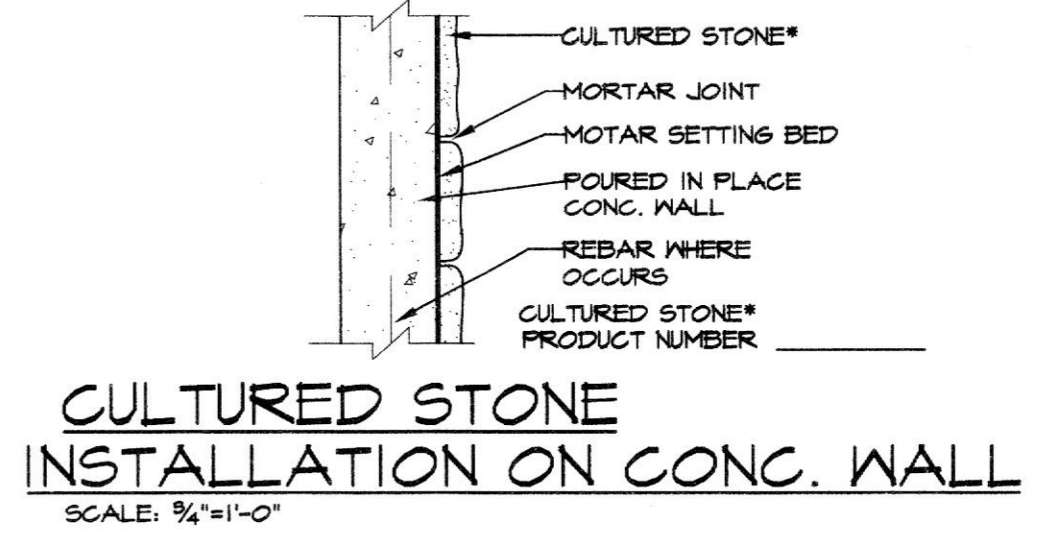 CULTURED STONE*
MORTAR JOINT
MOTAR SETTING BED
POURED IN PLACE
CONC. WALL
REBAR WHERE
OCCURS
CULTURED STONE*
PRODUCT NUMBER
CULTURED STONE
INSTALLATION ON CONC. WALL
SCALE: 3/4"=1'-0"